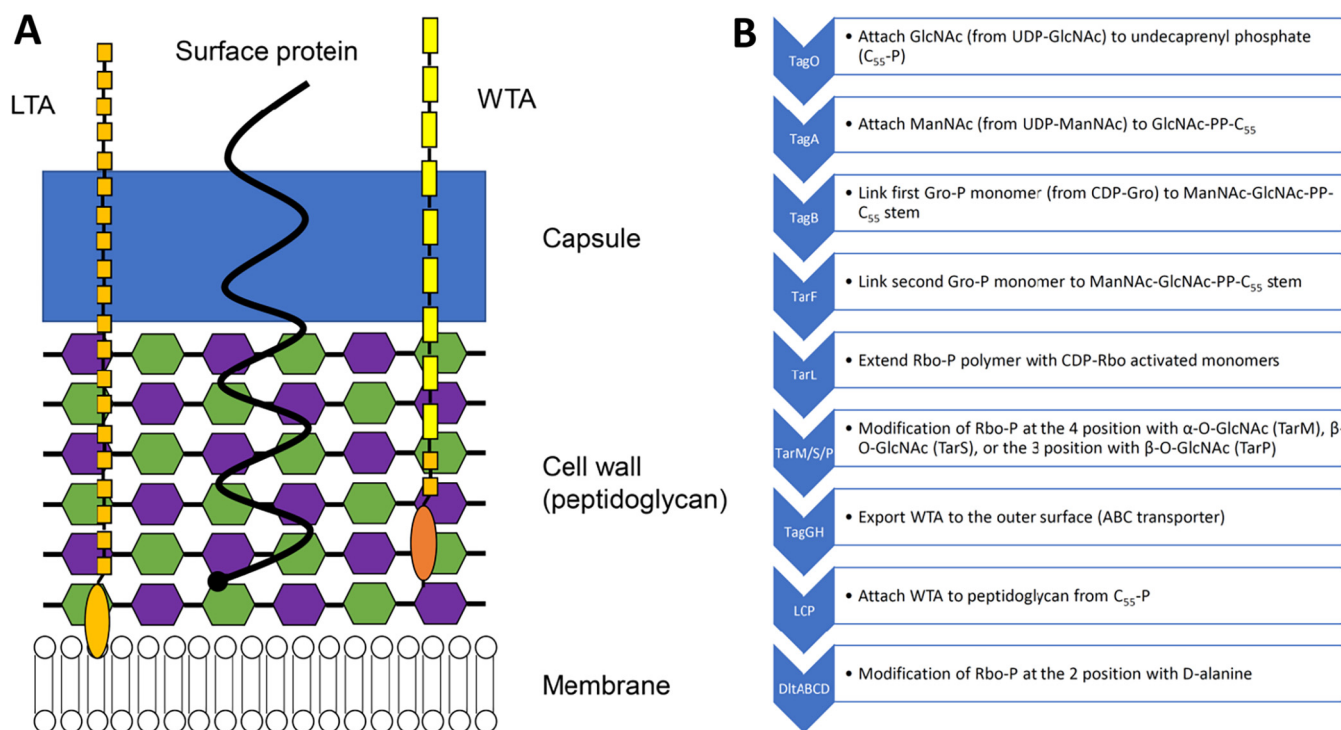 A
Surface protein
LTA
WTA
Capsule
Cell wall
(peptidoglycan)
Membrane
B
TagO
• Attach GlcNAc (from UDP-GlcNAc) to undecaprenyl phosphate
(C₅₅-P)
TagA
• Attach ManNAc (from UDP-ManNAc) to GlcNAc-PP-C₅₅
TagB
• Link first Gro-P monomer (from CDP-Gro) to ManNAc-GlcNAc-PP-
C₅₅ stem
TarF
• Link second Gro-P monomer to ManNAc-GlcNAc-PP-C₅₅ stem
TarL
• Extend Rbo-P polymer with CDP-Rbo activated monomers
TarM/S/P
• Modification of Rbo-P at the 4 position with α-O-GlcNAc (TarM), β-
O-GlcNAc (TarS), or the 3 position with β-O-GlcNAc (TarP)
TagGH
• Export WTA to the outer surface (ABC transporter)
LCP
• Attach WTA to peptidoglycan from C₅₅-P
DltABCD
• Modification of Rbo-P at the 2 position with D-alanine